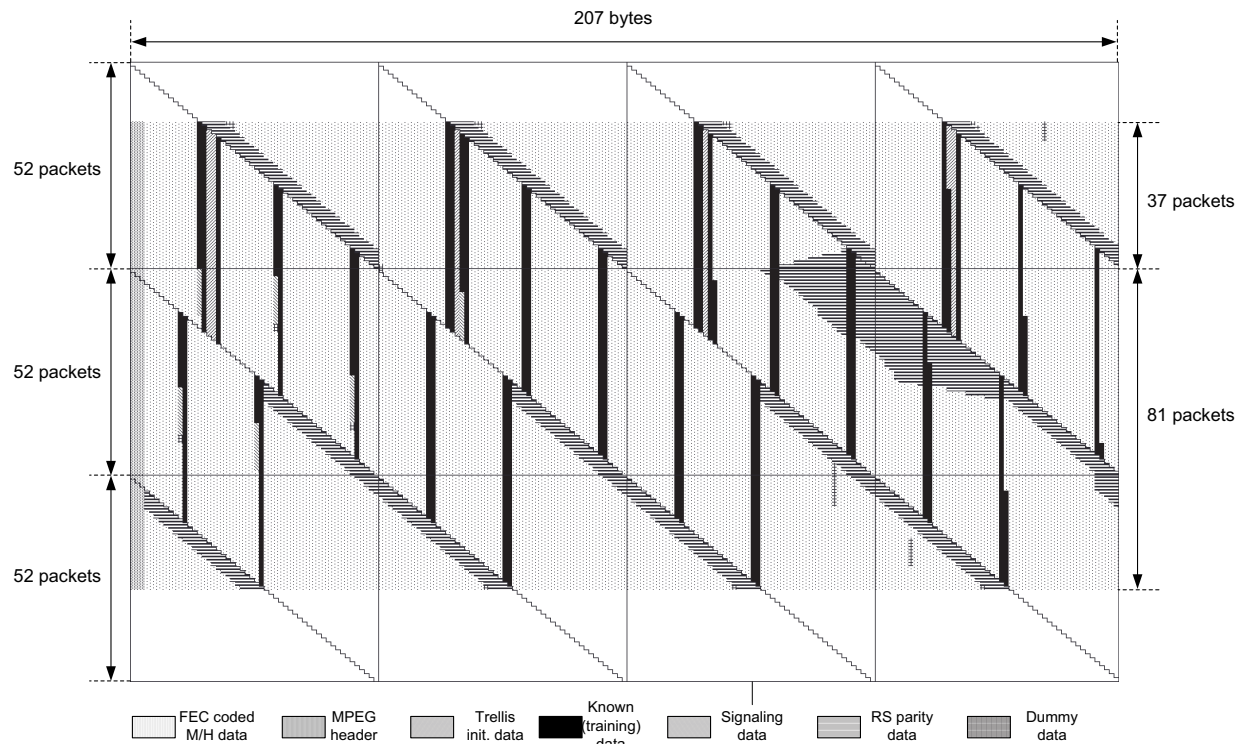 207 bytes
52 packets
37 packets
52 packets
81 packets
52 packets
FEC coded
M/H data
MPEG
header
Trellis
init. data
Known
(training)
data
Signaling
data
RS parity
data
Dummy
data